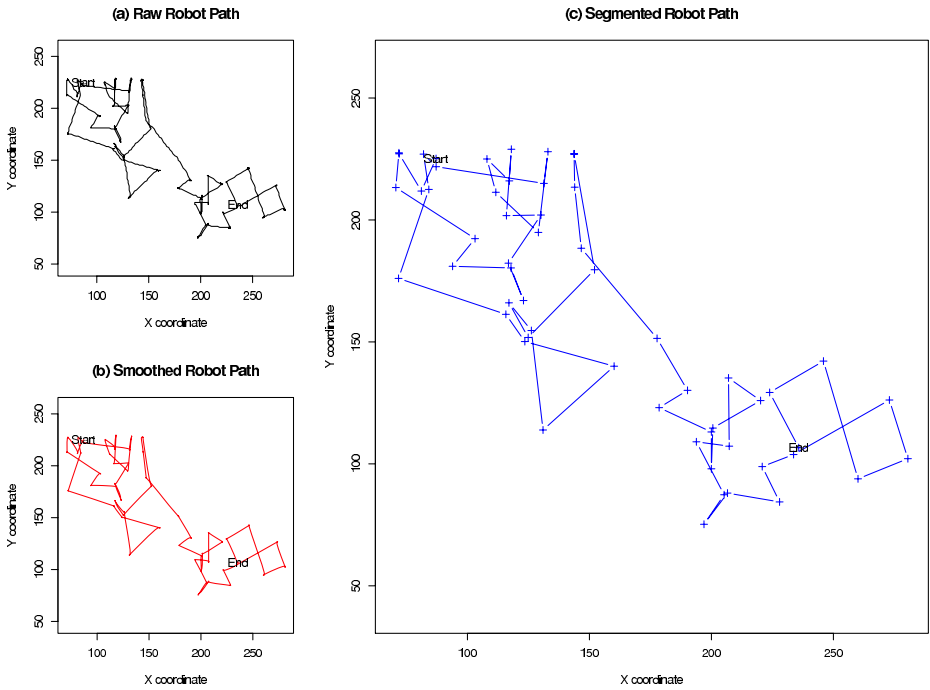 (a) Raw Robot Path
250
200
150
100
50
Y coordinate
Start
End
100 150 200 250
X coordinate
(b) Smoothed Robot Path
250
200
150
100
50
Y coordinate
Start
End
100 150 200 250
X coordinate
(c) Segmented Robot Path
250
200
150
100
50
Y coordinate
Start
End
100 150 200 250
X coordinate